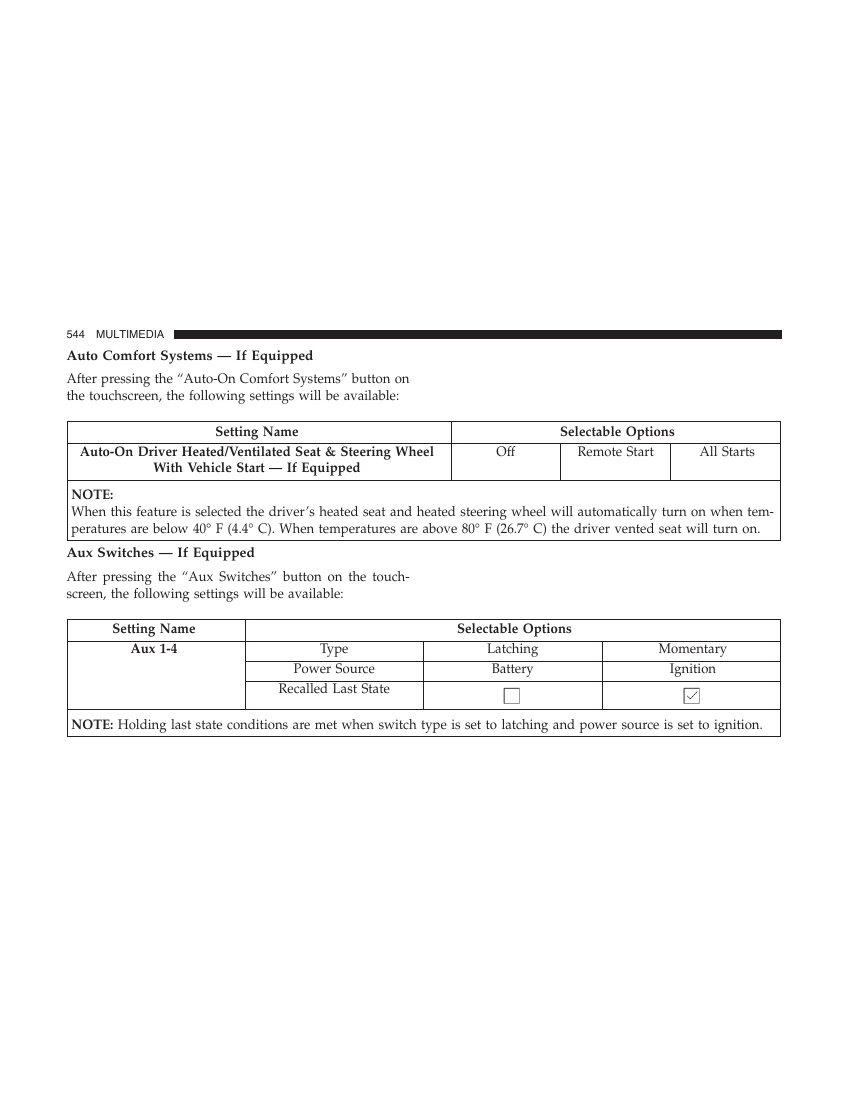 544 MULTIMEDIA
Auto Comfort Systems — If Equipped
After pressing the “Auto-On Comfort Systems” button on
the touchscreen, the following settings will be available:
Setting Name Selectable Options
Auto-On Driver Heated/Ventilated Seat & Steering Wheel
With Vehicle Start — If Equipped
Off Remote Start All Starts
NOTE:
When this feature is selected the driver’s heated seat and heated steering wheel will automatically turn on when tem-
peratures are below 40° F (4.4° C). When temperatures are above 80° F (26.7° C) the driver vented seat will turn on.
Aux Switches — If Equipped
After pressing the “Aux Switches” button on the touch-
screen, the following settings will be available:
Setting Name Selectable Options
Aux 1-4 Type Latching Momentary
Power Source Battery Ignition
Recalled Last State
NOTE: Holding last state conditions are met when switch type is set to latching and power source is set to ignition.